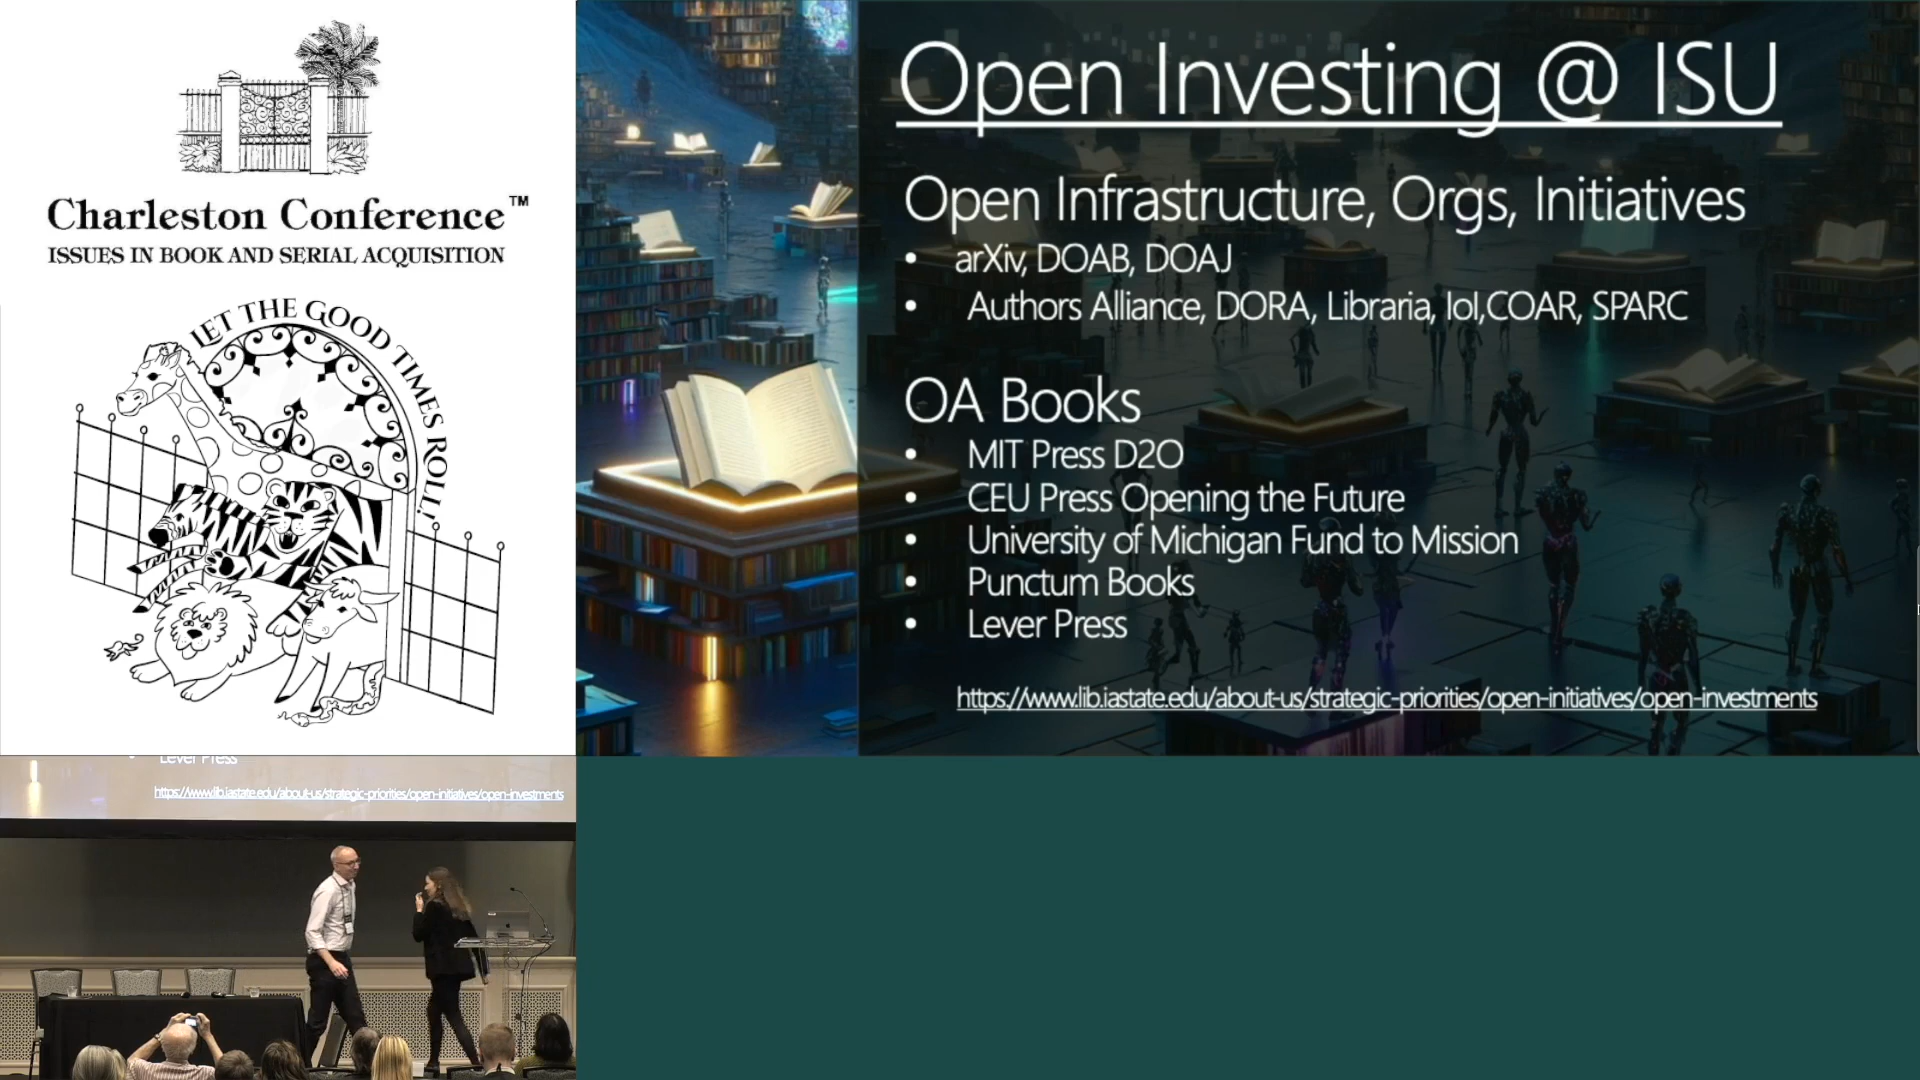 Charleston Conference™
ISSUES IN BOOK AND SERIAL ACQUISITION
LET THE GOOD TIMES ROLL!
Open Investing @ ISU
Open Infrastructure, Orgs, Initiatives
• arXiv, DOAB, DOAJ
• Authors Alliance, DORA, Libraria, IoI,COAR, SPARC
OA Books
• MIT Press D2O
• CEU Press Opening the Future
• University of Michigan Fund to Mission
• Punctum Books
• Lever Press
https://www.lib.iastate.edu/about-us/strategic-priorities/open-initiatives/open-investments
Lever Press
https://www.lib.iastate.edu/about-us/strategic-priorities/open-initiatives/open-investments